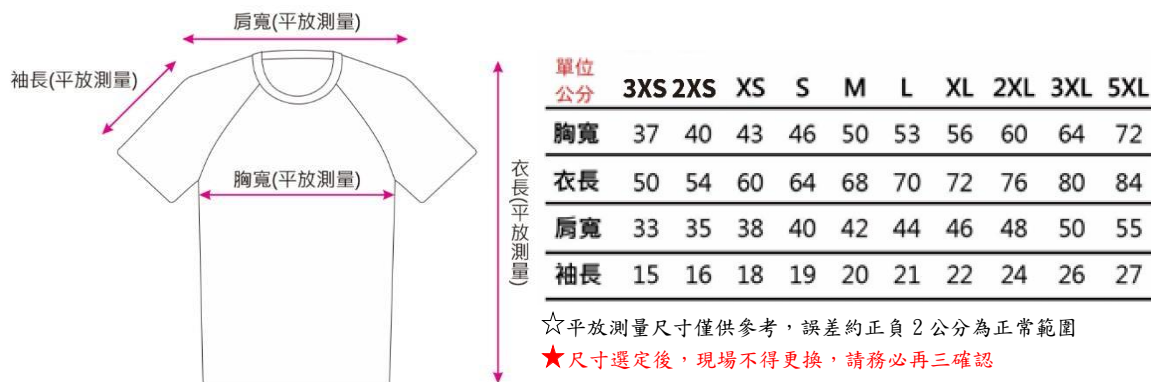 肩寬(平放測量)
袖長(平放測量)
胸寬(平放測量)
衣長(平放測量)
單位
公分 3XS 2XS XS S M L XL 2XL 3XL 5XL
胸寬 37 40 43 46 50 53 56 60 64 72
衣長 50 54 60 64 68 70 72 76 80 84
肩寬 33 35 38 40 42 44 46 48 50 55
袖長 15 16 18 19 20 21 22 24 26 27
☆平放測量尺寸僅供參考，誤差約正負 2 公分為正常範圍
★尺寸選定後，現場不得更換，請務必再三確認